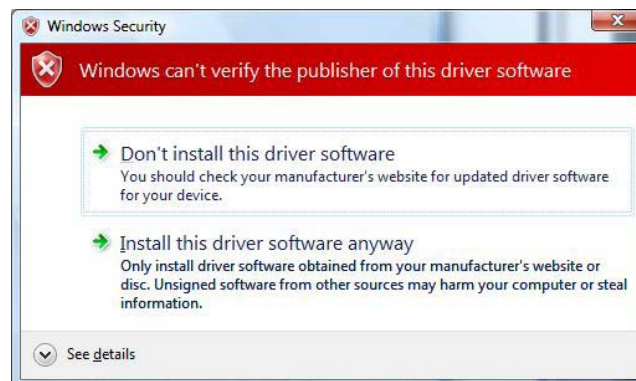 Windows Security
Windows can't verify the publisher of this driver software
Don't install this driver software
You should check your manufacturer's website for updated driver software
for your device.
Install this driver software anyway
Only install driver software obtained from your manufacturer's website or
disc. Unsigned software from other sources may harm your computer or steal
information.
See details